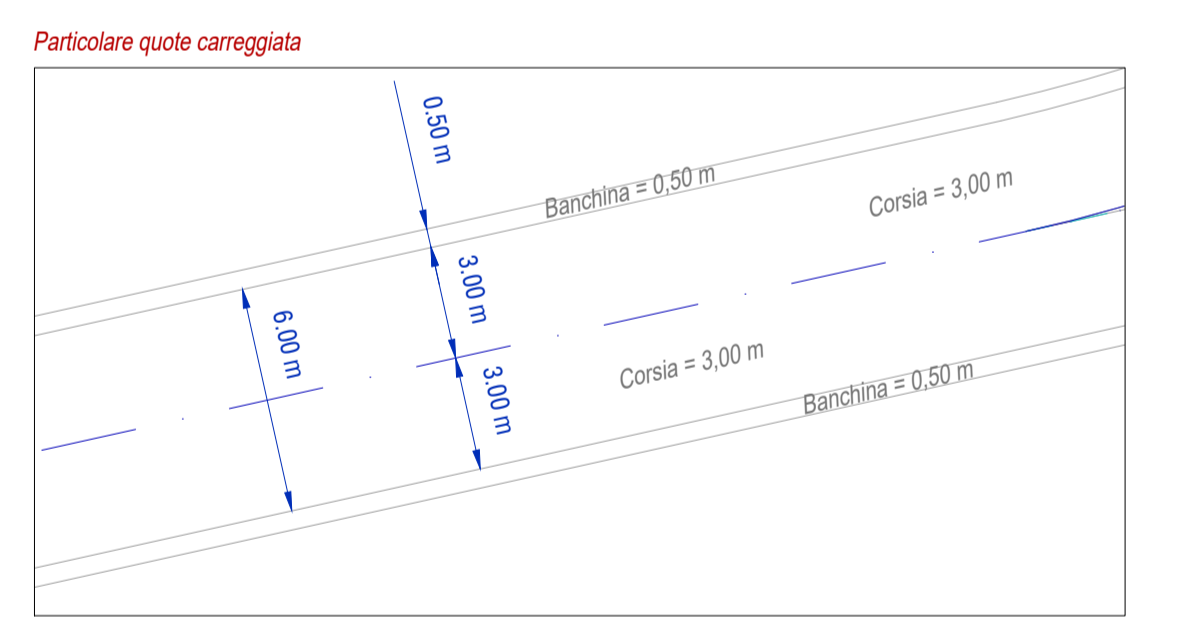 Particolare quote carreggiata
0.50 m
Banchina = 0,50 m
Corsia = 3,00 m
3.00 m
6.00 m
3.00 m
Corsia = 3,00 m
Banchina = 0,50 m